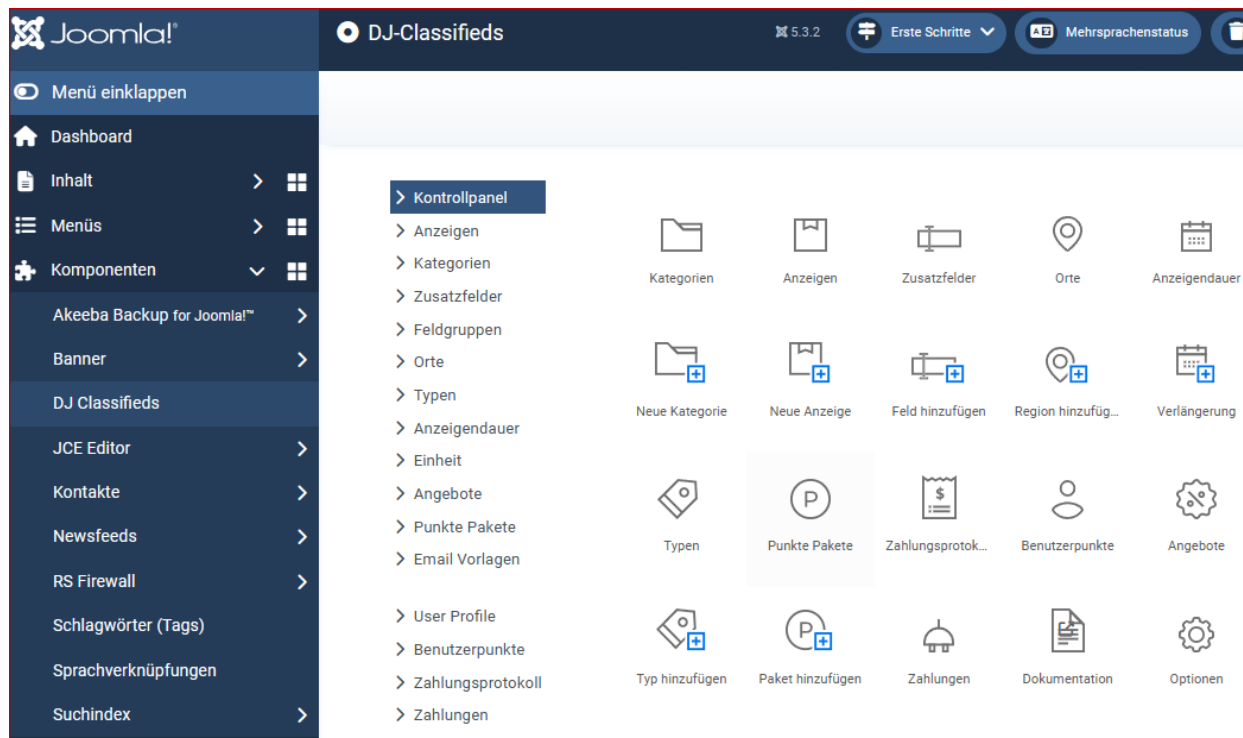 Joomla!®
DJ-Classifieds
5.3.2
Erste Schritte
Mehrsprachenstatus
Menü einklappen
Dashboard
Inhalt
Menüs
Komponenten
Akeeba Backup for Joomla!™
Banner
DJ Classifieds
JCE Editor
Kontakte
Newsfeeds
RS Firewall
Schlagwörter (Tags)
Sprachverknüpfungen
Suchindex
Kontrollpanel
Anzeigen
Kategorien
Zusatzfelder
Feldgruppen
Orte
Typen
Anzeigendauer
Einheit
Angebote
Punkte Pakete
Email Vorlagen
User Profile
Benutzerpunkte
Zahlungsprotokoll
Zahlungen
Kategorien
Anzeigen
Zusatzfelder
Orte
Anzeigendauer
Neue Kategorie
Neue Anzeige
Feld hinzufügen
Region hinzufüg...
Verlängerung
Typen
Punkte Pakete
Zahlungsprotok...
Benutzerpunkte
Angebote
Typ hinzufügen
Paket hinzufügen
Zahlungen
Dokumentation
Optionen